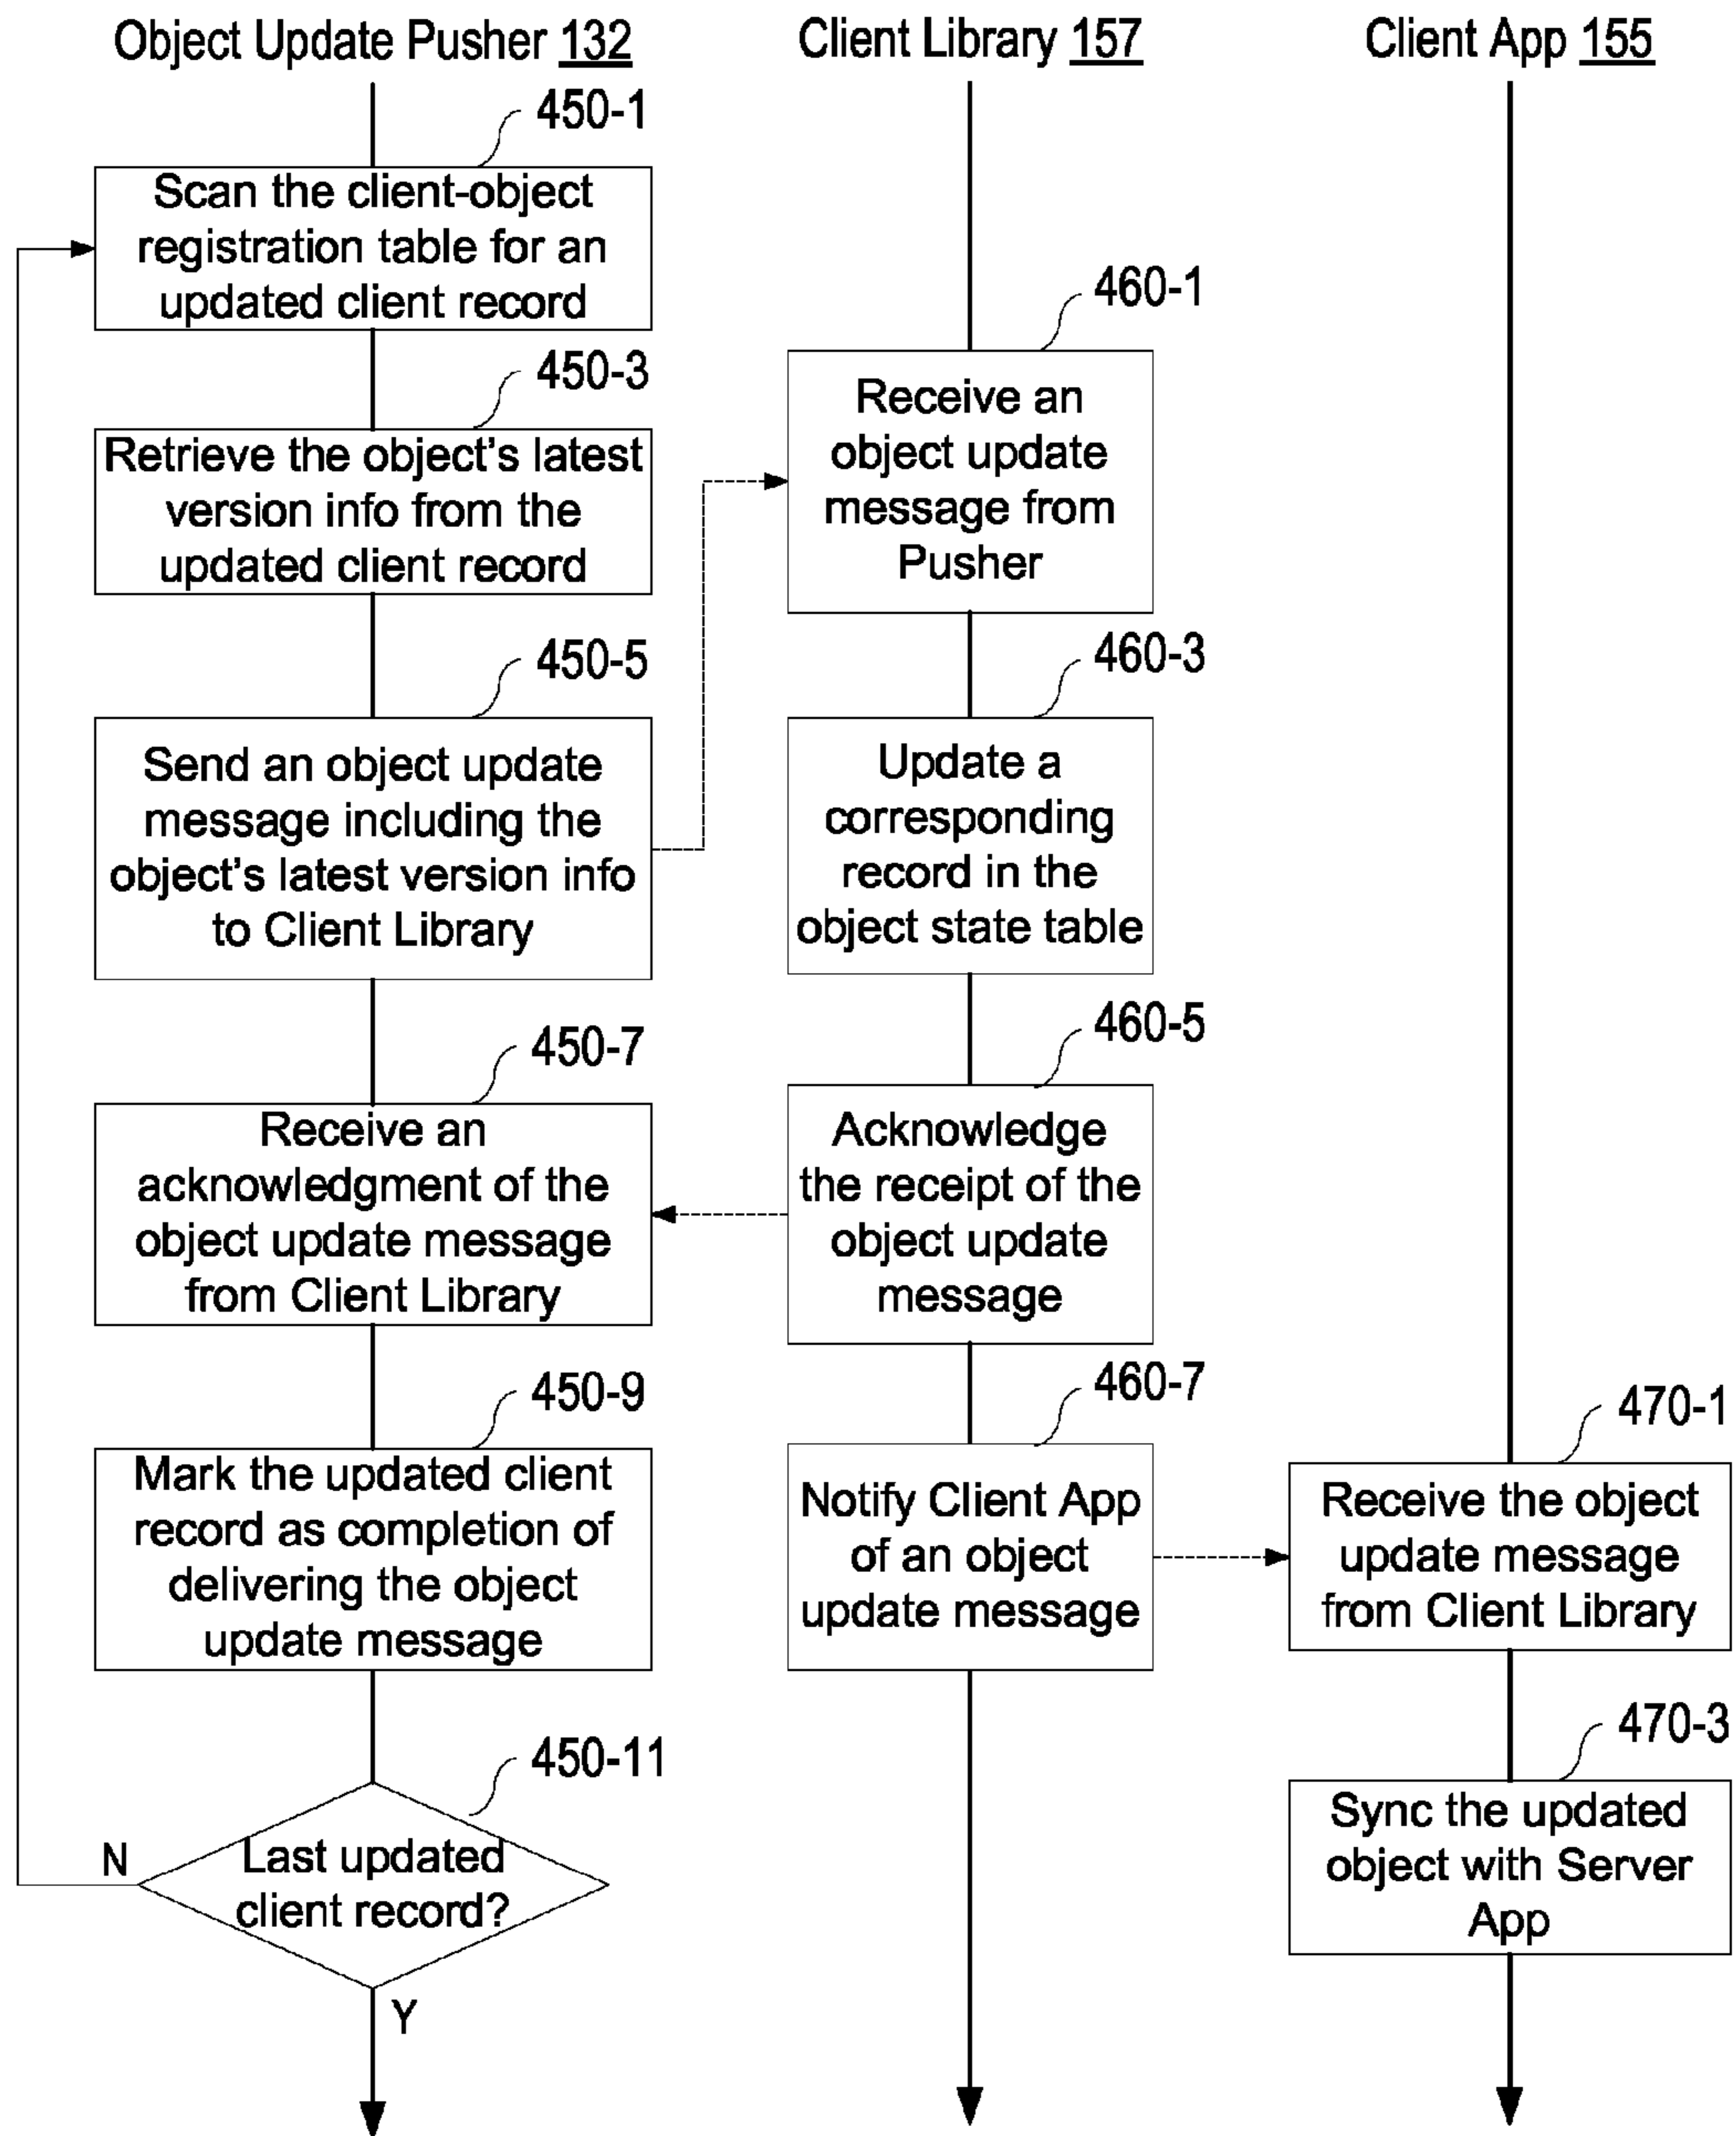 Object Update Pusher 132
Client Library 157
Client App 155
450-1
Scan the client-object
registration table for an
updated client record
450-3
Retrieve the object's latest
version info from the
updated client record
450-5
Send an object update
message including the
object's latest version info
to Client Library
450-7
Receive an
acknowledgment of the
object update message
from Client Library
450-9
Mark the updated client
record as completion of
delivering the object
update message
450-11
Last updated
client record?
N
Y
460-1
Receive an
object update
message from
Pusher
460-3
Update a
corresponding
record in the
object state table
460-5
Acknowledge
the receipt of the
object update
message
460-7
Notify Client App
of an object
update message
470-1
Receive the object
update message
from Client Library
470-3
Sync the updated
object with Server
App